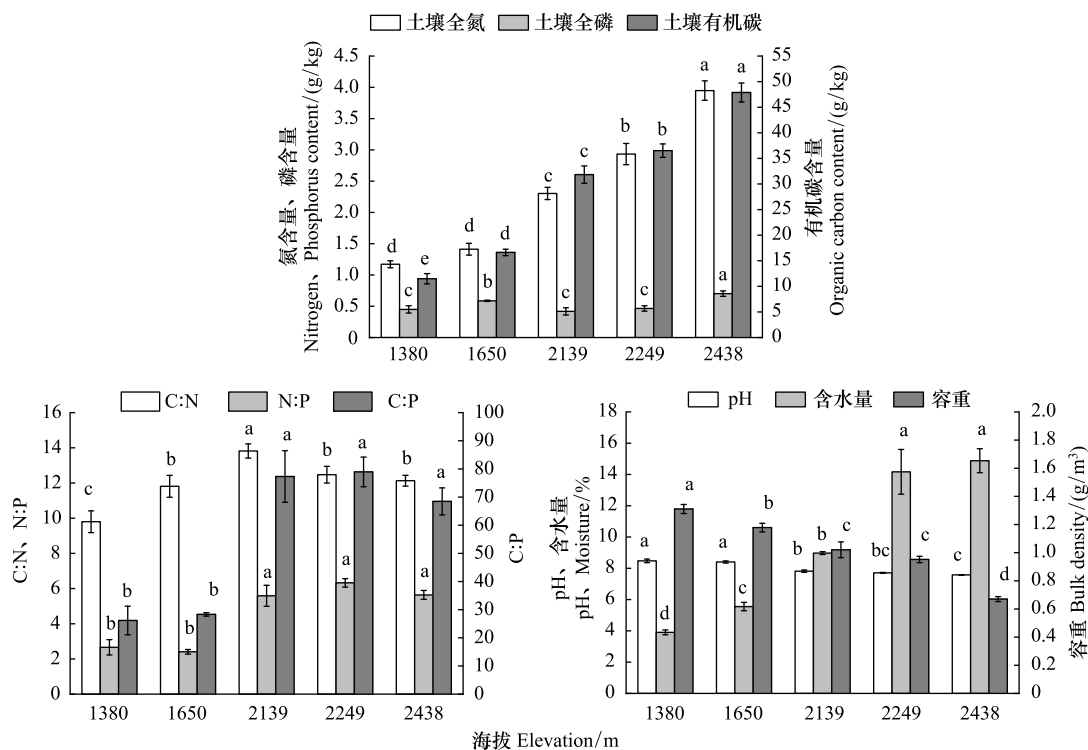 土壤全氮 土壤全磷 土壤有机碳
氮含量、磷含量
Nitrogen、Phosphorus content/(g/kg)
4.5
4.0
3.5
3.0
2.5
2.0
1.5
1.0
0.5
0
d c e
d b d
c c c
b c b
a a a
55
50
45
40
35
30
25
20
15
10
5
0
有机碳含量
Organic carbon content/(g/kg)
1380 1650 2139 2249 2438
C:N N:P C:P
C:N、N:P
16
14
12
10
8
6
4
2
0
c b b
b b b
a a a
b b a
b a a
100
90
80
70
60
50
40
30
20
10
0
C:P
1380 1650 2139 2249 2438
pH 含水量 容重
pH、含水量
pH、Moisture/%
18
16
14
12
10
8
6
4
2
0
a d a
a c b
b b c
bc a c
c a d
2.0
1.8
1.6
1.4
1.2
1.0
0.8
0.6
0.4
0.2
0
容重 Bulk density/(g/m³)
1380 1650 2139 2249 2438
海拔 Elevation/m